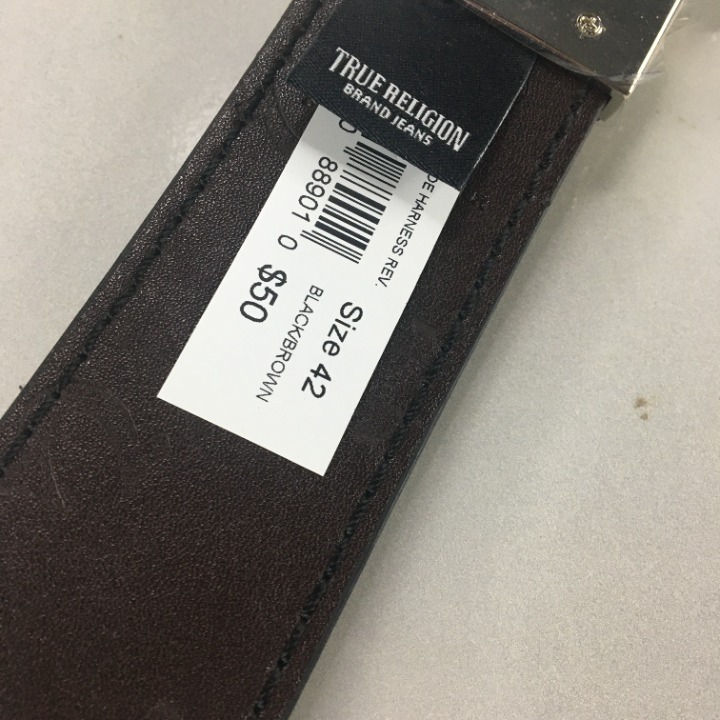 TRUE RELIGION
BRAND JEANS
HARNESS REV.
88901 0
Size 42
BLACK/BROWN
$50